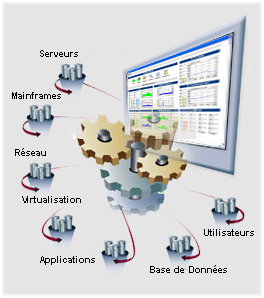 Serveurs
Mainframes
Réseau
Virtualisation
Applications
Base de Données
Utilisateurs